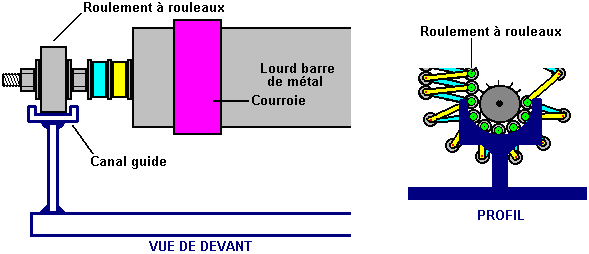 Roulement à rouleaux
Lourd barre
de métal
Courroie
Canal guide
VUE DE DEVANT
Roulement à rouleaux
PROFIL